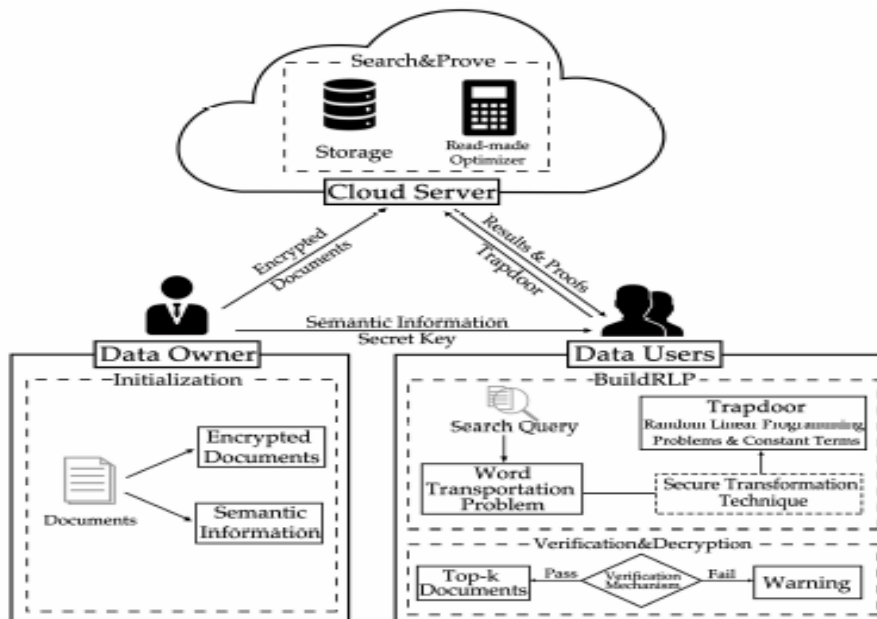 Search&Prove
Storage
Read-made
Optimizer
Cloud Server
Encrypted
Documents
Results & Proofs
Trapdoor
Semantic Information
Secret Key
Data Owner
Data Users
Initialization
Documents
Encrypted
Documents
Semantic
Information
BuildRLP
Search Query
Word
Transportation
Problem
Trapdoor
Random Linear Programming
Problems & Constant Terms
Secure Transformation
Technique
Verification&Decryption
Top-k
Documents
Pass
Verification
Mechanism
Fail
Warning